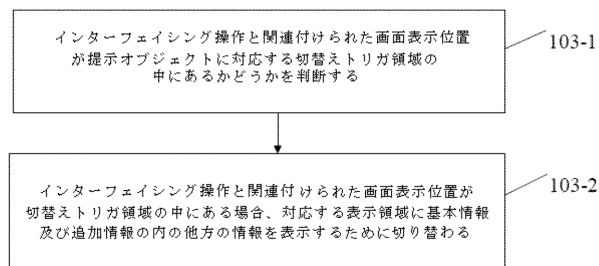 インターフェイシング操作と関連付けられた画面表示位置
が提示オブジェクトに対応する切替えトリガ領域の
中にあるかどうかを判断する
103-1
インターフェイシング操作と関連付けられた画面表示位置が
切替えトリガ領域の中にある場合、対応する表示領域に基本情報
及び追加情報の内の他方の情報を表示するために切り替わる
103-2